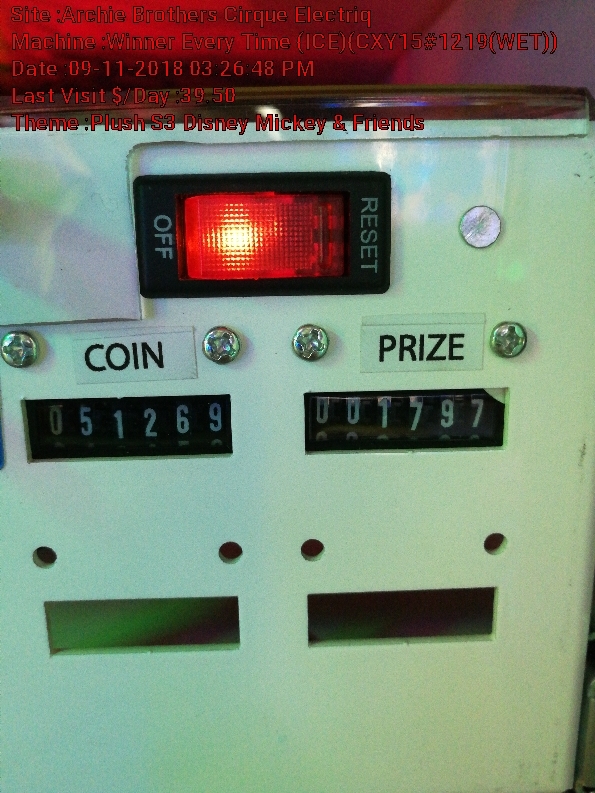 Site :Archie Brothers Cirque Electriq
Machine :Winner Every Time (ICE)(CXY15#1219(WET))
Date :09-11-2018 03:26:48 PM
Last Visit $/Day :39.50
Theme :Plush S3 Disney Mickey & Friends
OFF RESET
COIN PRIZE
051269 001797